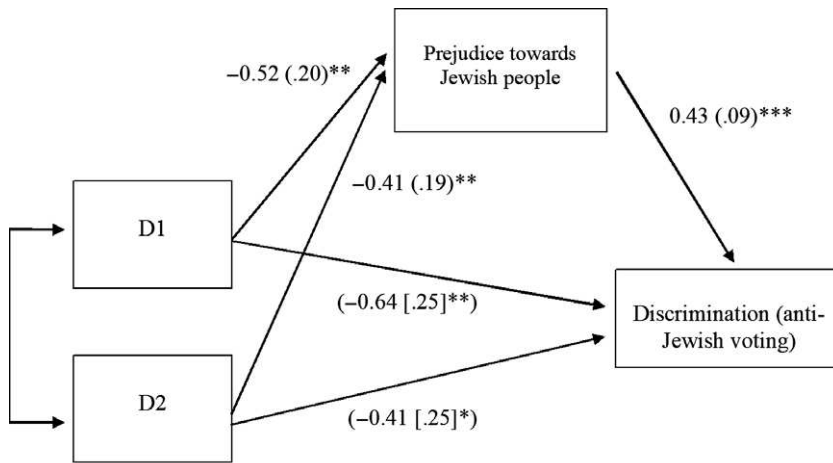 Prejudice towards
Jewish people
−0.52 (.20)**
0.43 (.09)***
−0.41 (.19)**
D1
(−0.64 [.25]**)
Discrimination (anti-
Jewish voting)
D2
(−0.41 [.25]*)